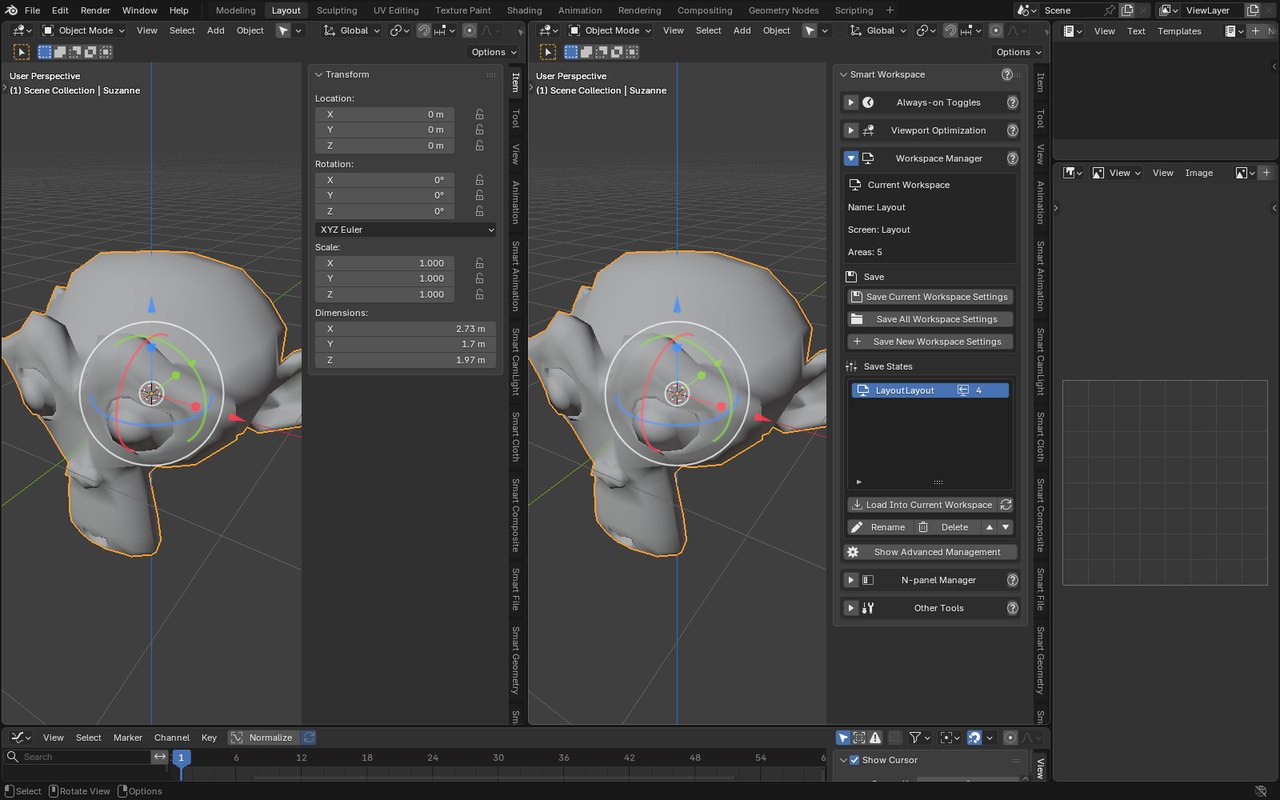 File Edit Render Window Help Modeling Layout Sculpting UV Editing Texture Paint Shading Animation Rendering Compositing Geometry Nodes Scripting + Scene ViewLayer
Object Mode View Select Add Object Global
Options
User Perspective
(1) Scene Collection | Suzanne
Transform
Location:
X 0 m
Y 0 m
Z 0 m
Rotation:
X 0°
Y 0°
Z 0°
XYZ Euler
Scale:
X 1.000
Y 1.000
Z 1.000
Dimensions:
X 2.73 m
Y 1.7 m
Z 1.97 m
Item
Tool
View
Animation
Smart Animation
Smart CamLight
Smart Cloth
Smart Composite
Smart File
Smart Geometry
Sm
Object Mode View Select Add Object Global
Options
User Perspective
(1) Scene Collection | Suzanne
Smart Workspace ?
Always-on Toggles ?
Viewport Optimization ?
Workspace Manager ?
Current Workspace
Name: Layout
Screen: Layout
Areas: 5
Save
Save Current Workspace Settings
Save All Workspace Settings
+ Save New Workspace Settings
Save States
LayoutLayout 4
Load Into Current Workspace
Rename Delete
Show Advanced Management
N-panel Manager ?
Other Tools ?
Item
Tool
View
Animation
Smart Animation
Smart CamLight
Smart Cloth
Smart Composite
Smart File
Smart Geometry
Sm
View Text Templates +
View View Image +
View Select Marker Channel Key Normalize
Search 1 6 12 18 24 30 36 42 48 54 6
Show Cursor
View
Select Rotate View Options